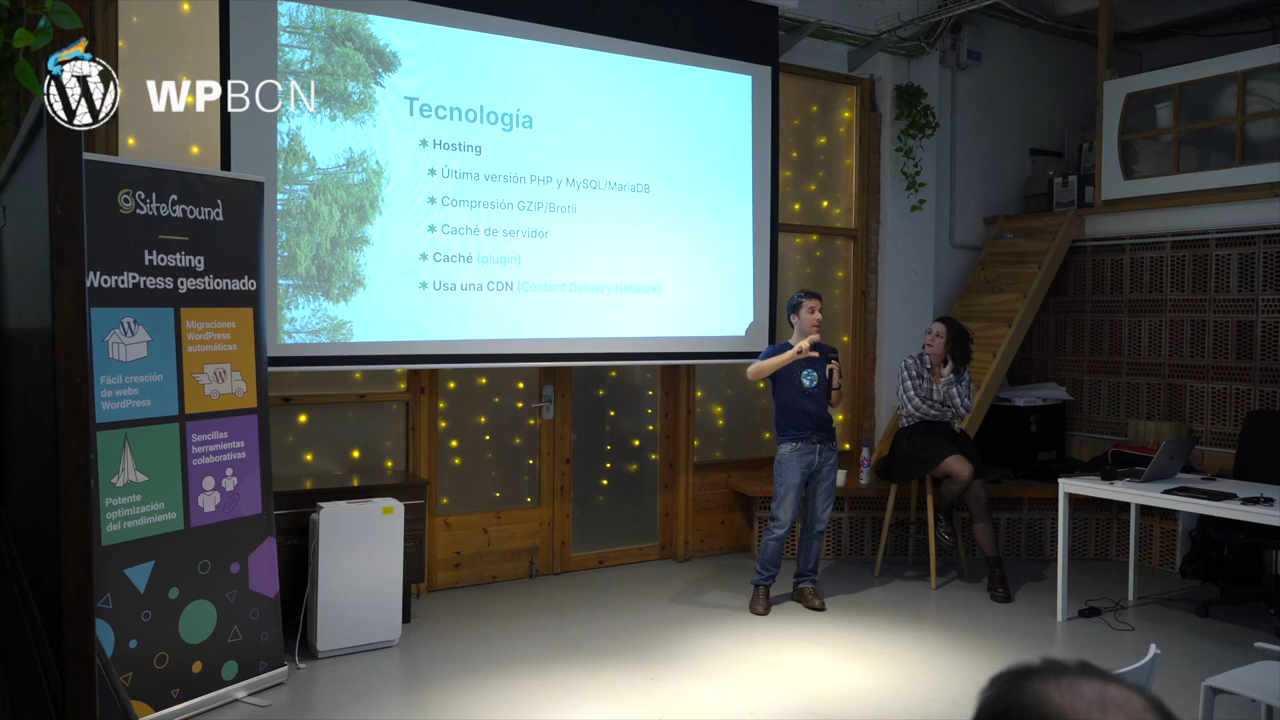 WPBCN
Tecnología
* Hosting
* Última versión PHP y MySQL/MariaDB
* Compresión GZIP/Brotli
* Caché de servidor
* Caché (plugin)
* Usa una CDN (Content Delivery Network)
SiteGround
Hosting
WordPress gestionado
Fácil creación
de webs
WordPress
Migraciones
WordPress
automáticas
Potente
optimización
del rendimiento
Sencillas
herramientas
colaborativas